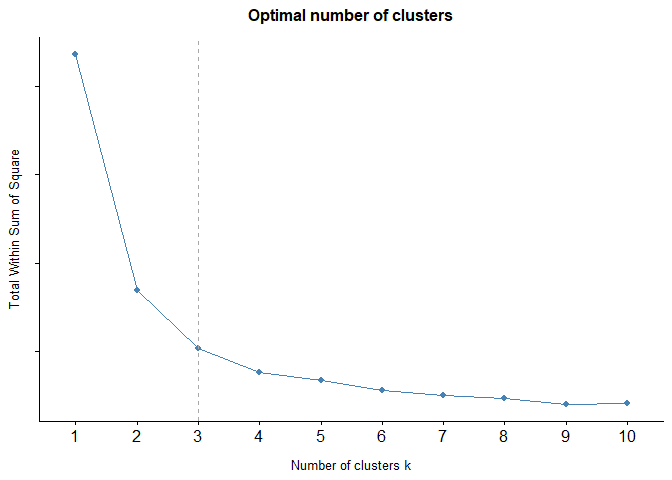 Optimal number of clusters
Total Within Sum of Square
1 2 3 4 5 6 7 8 9 10
Number of clusters k